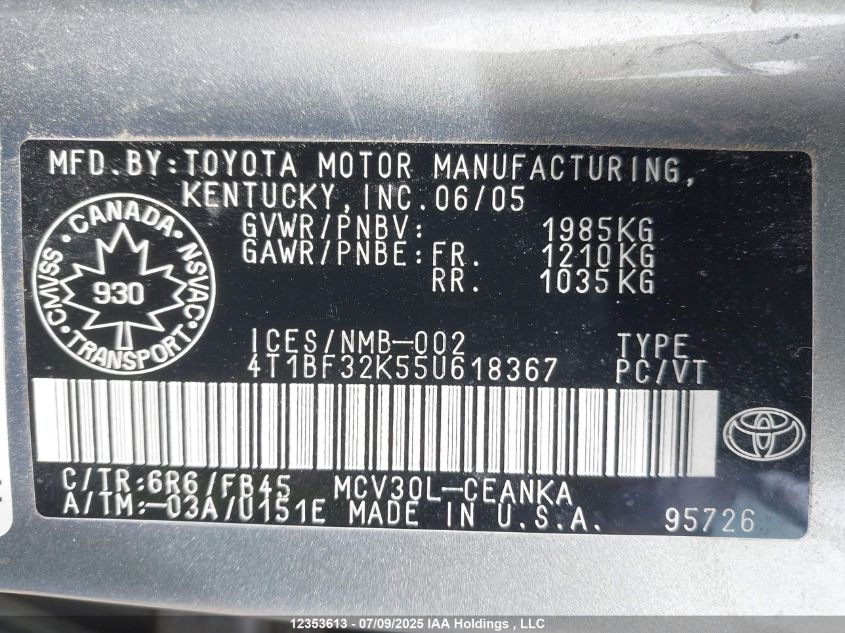 MFD. BY: TOYOTA MOTOR MANUFACTURING,
KENTUCKY, INC. 06/05
GVWR/PNBV: 1985KG
GAWR/PNBE: FR. 1210KG
RR. 1035KG
CMVSS · CANADA · NSVAC · TRANSPORT ·
930
ICES/NMB-002 TYPE
4T1BF32K55U618367 PC/VT
C/TR: 6R6/FB45 MCV30L-CEANKA
A/TM: -03A/U151E MADE IN U.S.A. 95726
12353613 - 07/09/2025 IAA Holdings , LLC